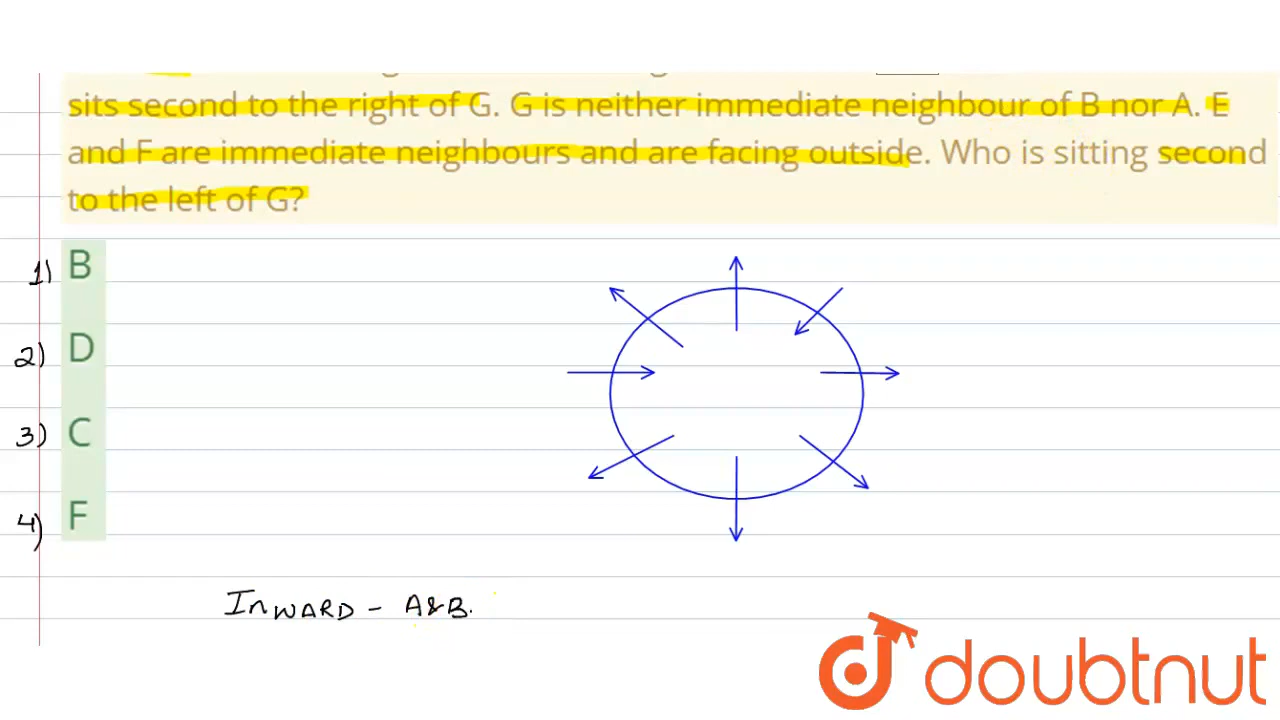 sits second to the right of G. G is neither immediate neighbour of B nor A. E
and F are immediate neighbours and are facing outside. Who is sitting second
to the left of G?
1) B
2) D
3) C
4) F
INWARD - A&B.
doubtnut